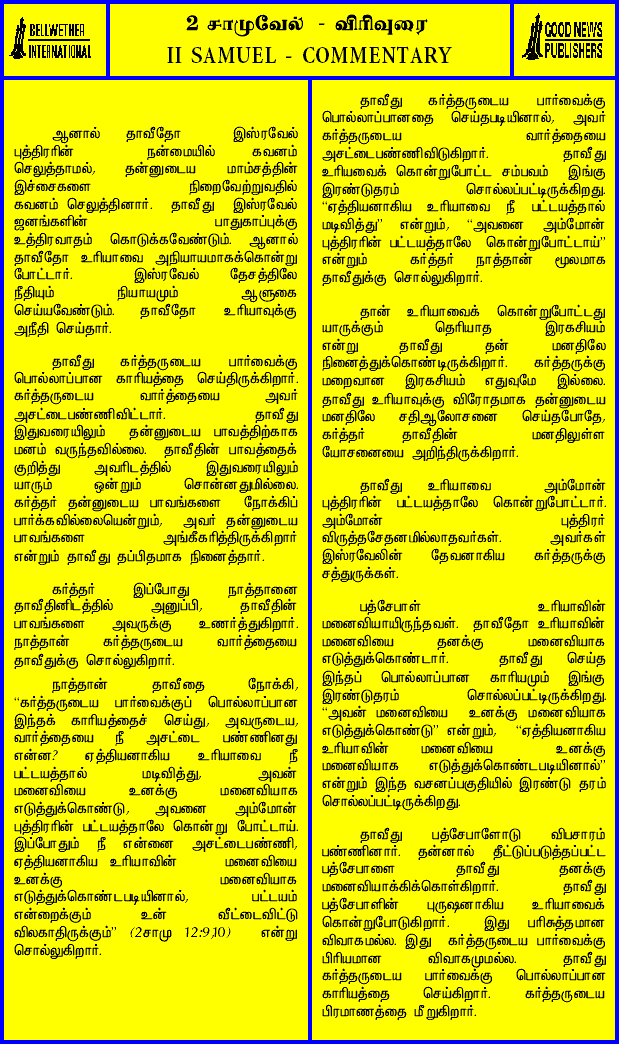 BELLWETHER
INTERNATIONAL
2 சாமுவேல் - விரிவுரை
II SAMUEL - COMMENTARY
GOOD NEWS
PUBLISHERS
ஆனால் தாவீதோ இஸ்ரவேல்
புத்திரரின் நன்மையில் கவனம்
செலுத்தாமல், தன்னுடைய மாம்சத்தின்
இச்சைகளை நிறைவேற்றுவதில்
கவனம் செலுத்தினார். தாவீது இஸ்ரவேல்
ஜனங்களின் பாதுகாப்புக்கு
உத்திரவாதம் கொடுக்கவேண்டும். ஆனால்
தாவீதோ உரியாவை அநியாயமாகக்கொன்று
போட்டார். இஸ்ரவேல் தேசத்திலே
நீதியும் நியாயமும் ஆளுகை
செய்யவேண்டும். தாவீதோ உரியாவுக்கு
அநீதி செய்தார்.
தாவீது கர்த்தருடைய பார்வைக்கு
பொல்லாப்பான காரியத்தை செய்திருக்கிறார்.
கர்த்தருடைய வார்த்தையை அவர்
அசட்டைபண்ணிவிட்டார். தாவீது
இதுவரையிலும் தன்னுடைய பாவத்திற்காக
மனம் வருந்தவில்லை. தாவீதின் பாவத்தைக்
குறித்து அவரிடத்தில் இதுவரையிலும்
யாரும் ஒன்றும் சொன்னதுமில்லை.
கர்த்தர் தன்னுடைய பாவங்களை நோக்கிப்
பார்க்கவில்லையென்றும், அவர் தன்னுடைய
பாவங்களை அங்கீகரித்திருக்கிறார்
என்றும் தாவீது தப்பிதமாக நினைத்தார்.
கர்த்தர் இப்போது நாத்தானை
தாவீதினிடத்தில் அனுப்பி, தாவீதின்
பாவங்களை அவருக்கு உணர்த்துகிறார்.
நாத்தான் கர்த்தருடைய வார்த்தையை
தாவீதுக்கு சொல்லுகிறார்.
நாத்தான் தாவீதை நோக்கி,
“கர்த்தருடைய பார்வைக்குப் பொல்லாப்பான
இந்தக் காரியத்தைச் செய்து, அவருடைய,
வார்த்தையை நீ அசட்டை பண்ணினது
என்ன? ஏத்தியனாகிய உரியாவை நீ
பட்டயத்தால் மடிவித்து, அவன்
மனைவியை உனக்கு மனைவியாக
எடுத்துக்கொண்டு, அவனை அம்மோன்
புத்திரரின் பட்டயத்தாலே கொன்று போட்டாய்.
இப்போதும் நீ என்னை அசட்டைபண்ணி,
ஏத்தியனாகிய உரியாவின் மனைவியை
உனக்கு மனைவியாக
எடுத்துக்கொண்டபடியினால், பட்டயம்
என்றைக்கும் உன் வீட்டைவிட்டு
விலகாதிருக்கும்” (2சாமு 12:9,10) என்று
சொல்லுகிறார்.
தாவீது கர்த்தருடைய பார்வைக்கு
பொல்லாப்பானதை செய்தபடியினால், அவர்
கர்த்தருடைய வார்த்தையை
அசட்டைபண்ணிவிடுகிறார். தாவீது
உரியவைக் கொன்றுபோட்ட சம்பவம் இங்கு
இரண்டுதரம் சொல்லப்பட்டிருக்கிறது.
“ஏத்தியனாகிய உரியாவை நீ பட்டயத்தால்
மடிவித்து” என்றும், “அவனை அம்மோன்
புத்திரரின் பட்டயத்தாலே கொன்றுபோட்டாய்”
என்றும் கர்த்தர் நாத்தான் மூலமாக
தாவீதுக்கு சொல்லுகிறார்.
தான் உரியாவைக் கொன்றுபோட்டது
யாருக்கும் தெரியாத இரகசியம்
என்று தாவீது தன் மனதிலே
நினைத்துக்கொண்டிருக்கிறார். கர்த்தருக்கு
மறைவான இரகசியம் எதுவுமே இல்லை.
தாவீது உரியாவுக்கு விரோதமாக தன்னுடைய
மனதிலே சதிஆலோசனை செய்தபோதே,
கர்த்தர் தாவீதின் மனதிலுள்ள
யோசனையை அறிந்திருக்கிறார்.
தாவீது உரியாவை அம்மோன்
புத்திரரின் பட்டயத்தாலே கொன்றுபோட்டார்.
அம்மோன் புத்திரர்
விருத்தசேதனமில்லாதவர்கள். அவர்கள்
இஸ்ரவேலின் தேவனாகிய கர்த்தருக்கு
சத்துருக்கள்.
பத்சேபாள் உரியாவின்
மனைவியாயிருந்தவள். தாவீதோ உரியாவின்
மனைவியை தனக்கு மனைவியாக
எடுத்துக்கொண்டார். தாவீது செய்த
இந்தப் பொல்லாப்பான காரியமும் இங்கு
இரண்டுதரம் சொல்லப்பட்டிருக்கிறது.
“அவன் மனைவியை உனக்கு மனைவியாக
எடுத்துக்கொண்டு” என்றும், “ஏத்தியனாகிய
உரியாவின் மனைவியை உனக்கு
மனைவியாக எடுத்துக்கொண்டபடியினால்”
என்றும் இந்த வசனப்பகுதியில் இரண்டு தரம்
சொல்லப்பட்டிருக்கிறது.
தாவீது பத்சேபாளோடு விபசாரம்
பண்ணினார். தன்னால் தீட்டுப்படுத்தப்பட்ட
பத்சேபாளை தாவீது தனக்கு
மனைவியாக்கிக்கொள்கிறார். தாவீது
பத்சேபாளின் புருஷனாகிய உரியாவைக்
கொன்றுபோடுகிறார். இது பரிசுத்தமான
விவாகமல்ல. இது கர்த்தருடைய பார்வைக்கு
பிரியமான விவாகமுமல்ல. தாவீது
கர்த்தருடைய பார்வைக்கு பொல்லாப்பான
காரியத்தை செய்கிறார். கர்த்தருடைய
பிரமாணத்தை மீறுகிறார்.